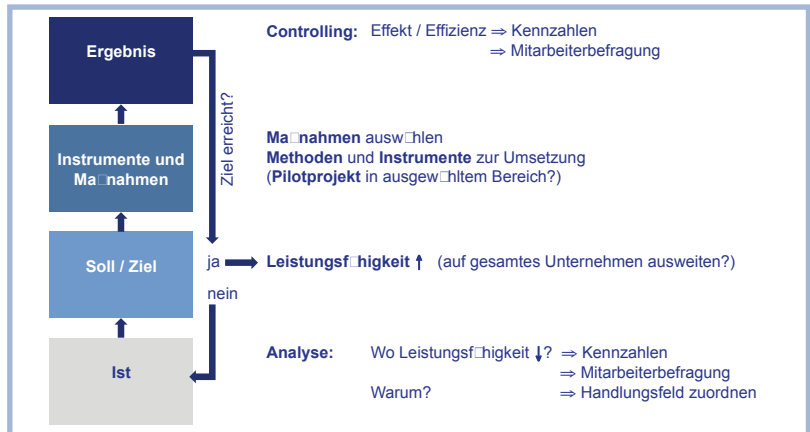 Ergebnis
Controlling: Effekt / Effizienz ⇒ Kennzahlen
⇒ Mitarbeiterbefragung
Ziel erreicht?
Instrumente und
Ma□nahmen
Ma□nahmen ausw□hlen
Methoden und Instrumente zur Umsetzung
(Pilotprojekt in ausgew□hltem Bereich?)
Soll / Ziel
ja
Leistungsf□higkeit ↑ (auf gesamtes Unternehmen ausweiten?)
nein
Ist
Analyse: Wo Leistungsf□higkeit ↓? ⇒ Kennzahlen
⇒ Mitarbeiterbefragung
Warum? ⇒ Handlungsfeld zuordnen